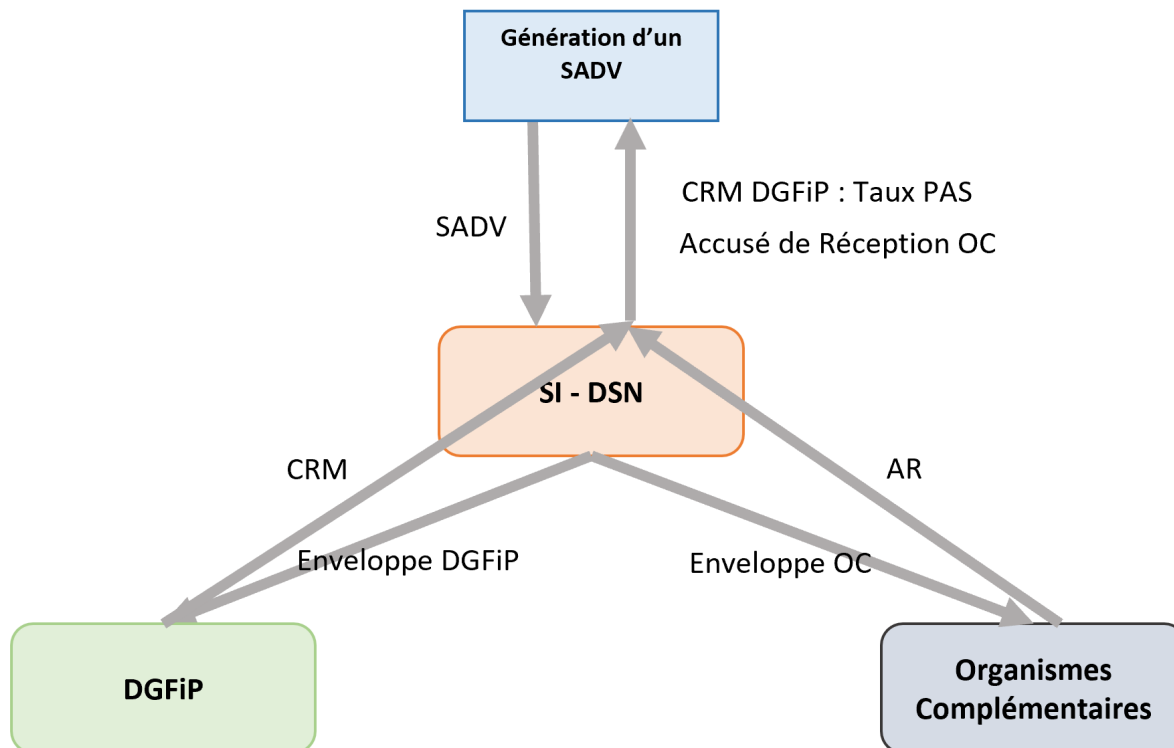 Génération d’un
SADV
SADV
CRM DGFiP : Taux PAS
Accusé de Réception OC
SI - DSN
CRM
AR
Enveloppe DGFiP
Enveloppe OC
DGFiP
Organismes
Complémentaires